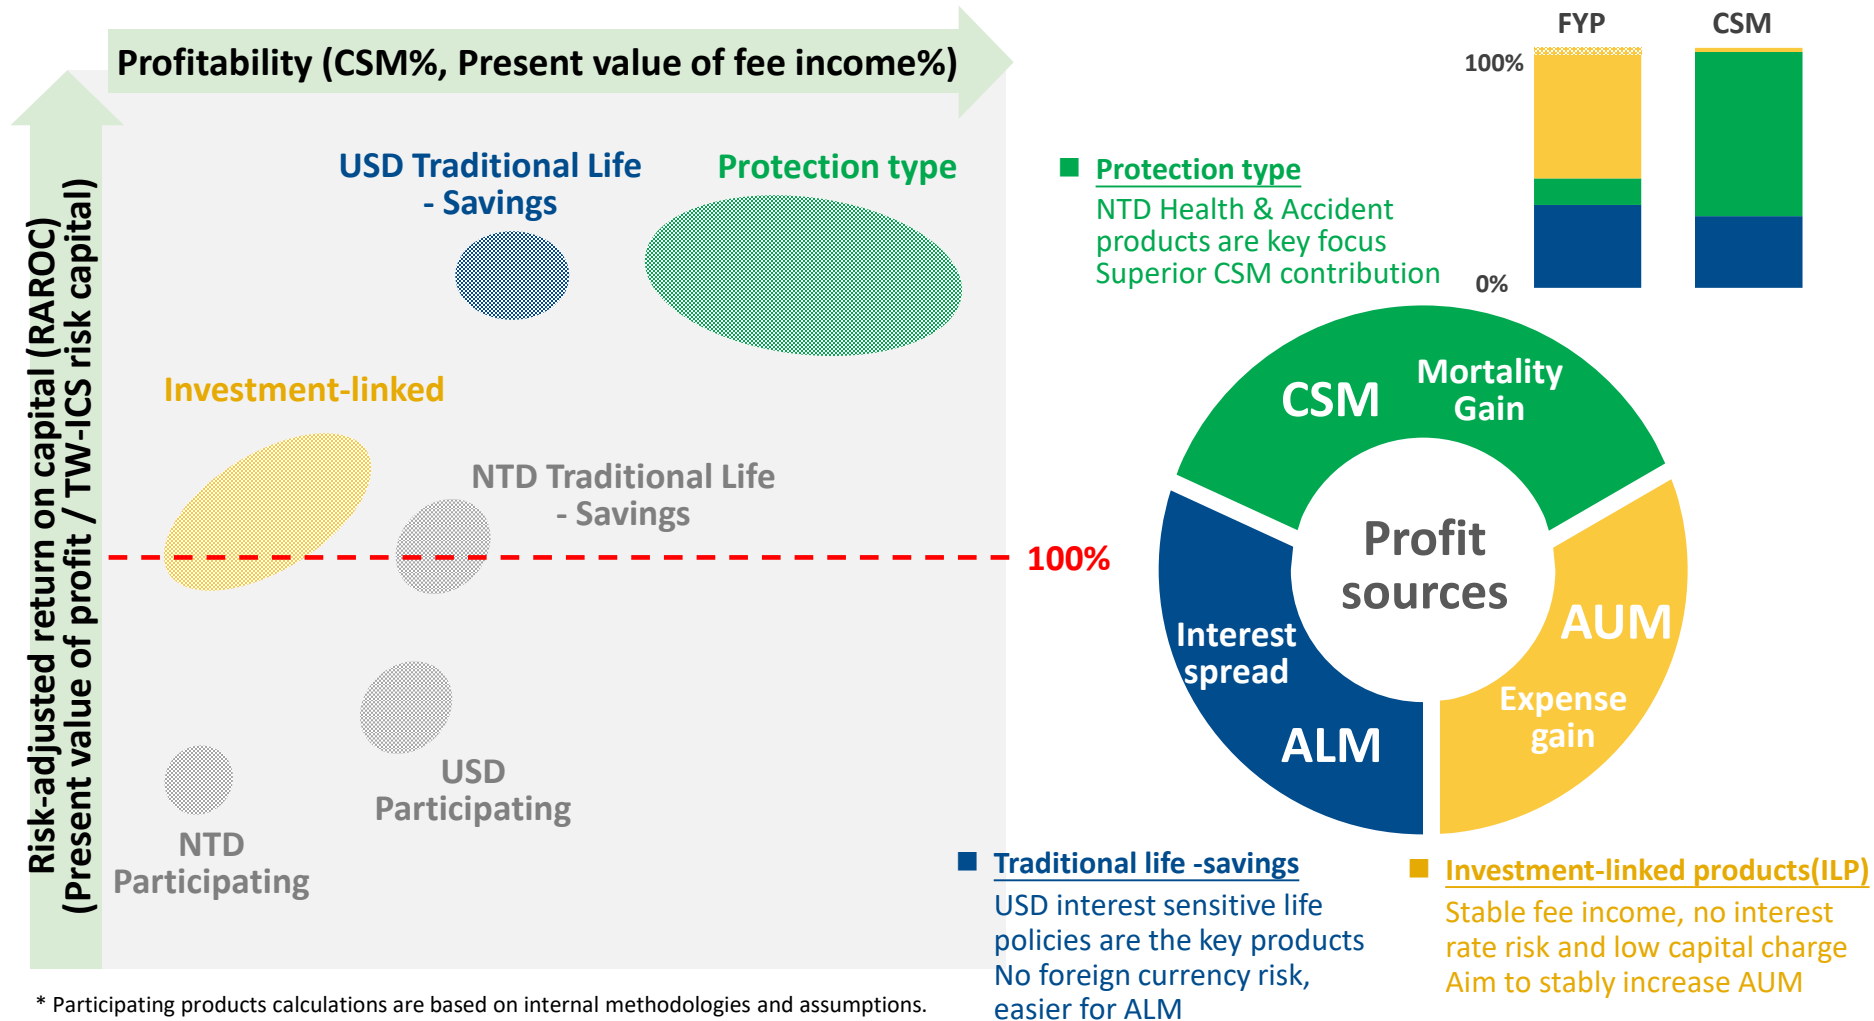 Profitability (CSM%, Present value of fee income%)
Risk-adjusted return on capital (RAROC)
(Present value of profit / TW-ICS risk capital)
USD Traditional Life
- Savings
Protection type
Investment-linked
NTD Traditional Life
- Savings
100%
USD
Participating
NTD
Participating
* Participating products calculations are based on internal methodologies and assumptions.
FYP
CSM
100%
0%
■ Protection type
NTD Health & Accident
products are key focus
Superior CSM contribution
CSM
Mortality
Gain
Profit
sources
AUM
Expense
gain
Interest
spread
ALM
■ Traditional life -savings
USD interest sensitive life
policies are the key products
No foreign currency risk,
easier for ALM
■ Investment-linked products(ILP)
Stable fee income, no interest
rate risk and low capital charge
Aim to stably increase AUM